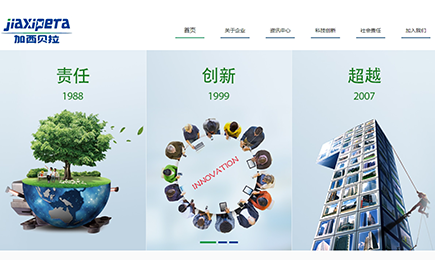 jiaxipera
加西贝拉
首页 关于企业 资讯中心 科技创新 社会责任 加入我们
责任 创新 超越
1988 1999 2007
INNOVATION